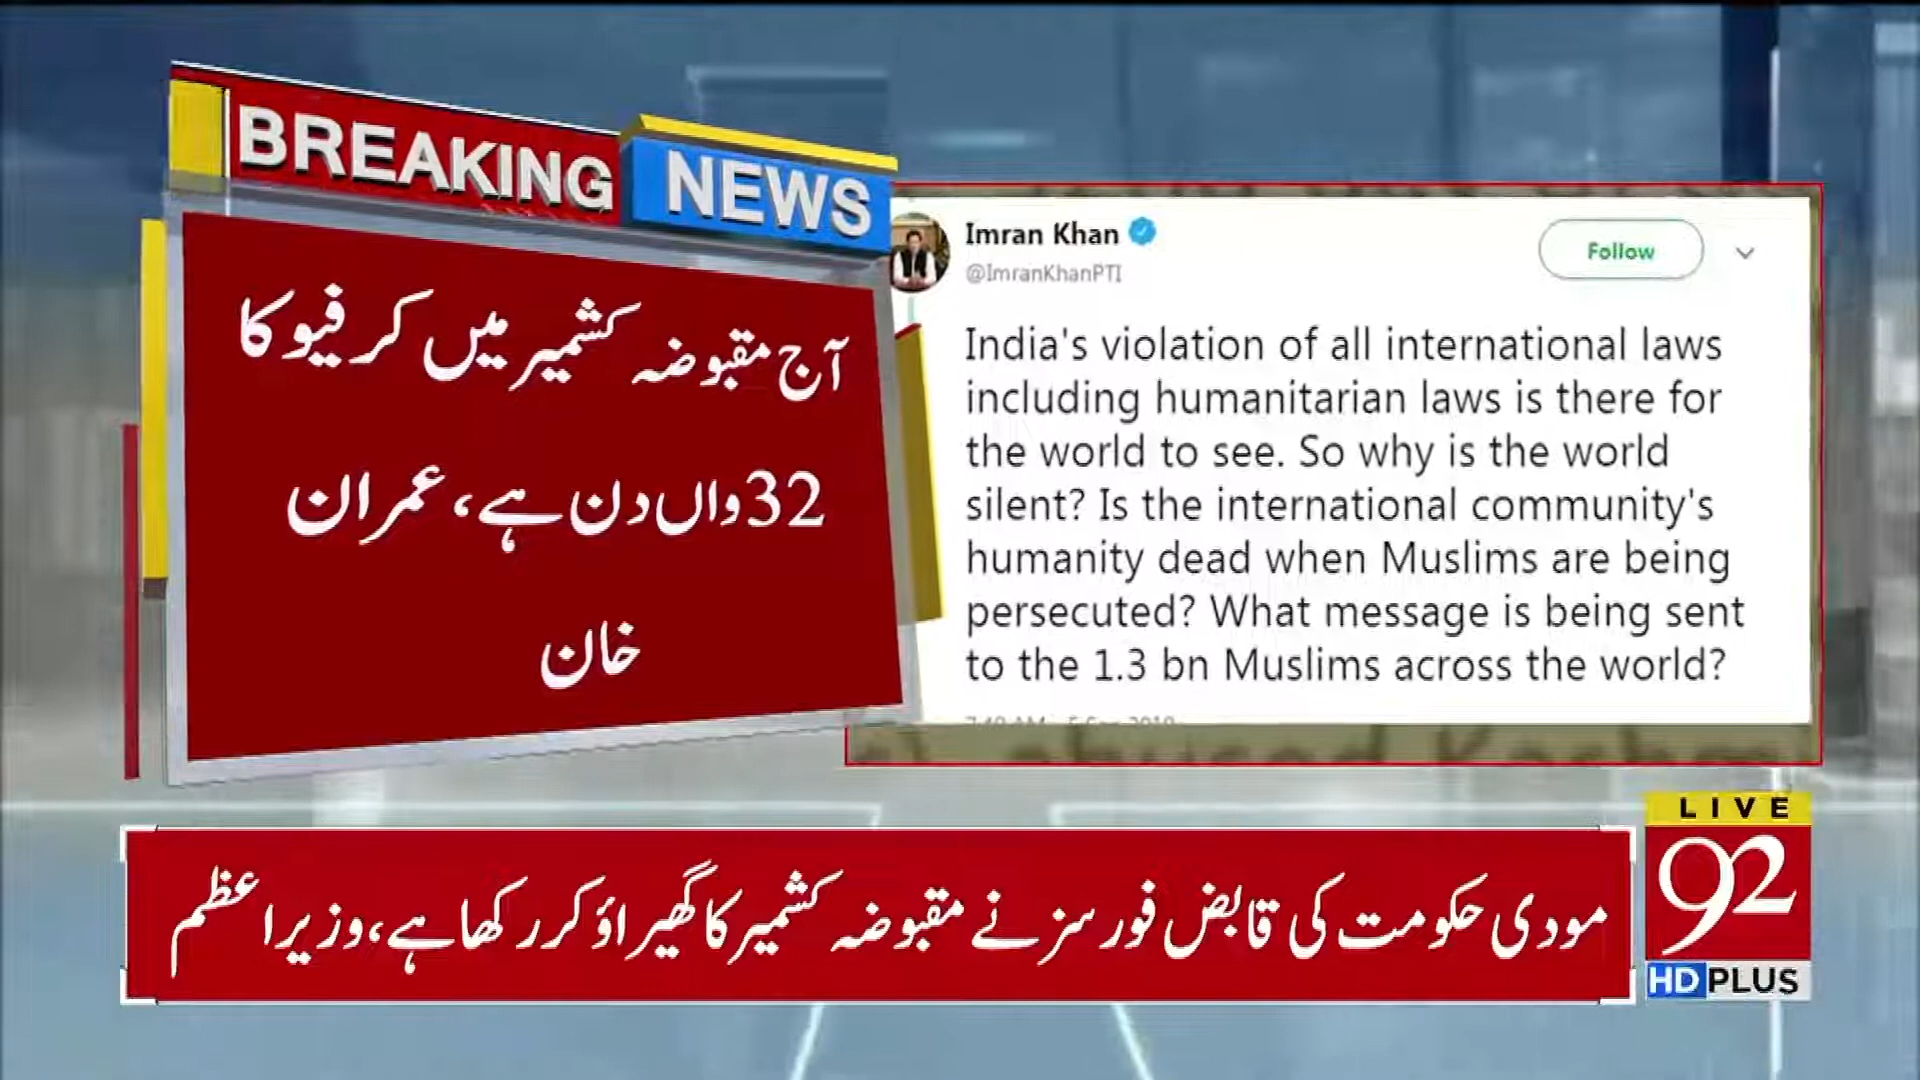 BREAKING NEWS
آج مقبوضہ کشمیر میں کرفیو کا
32واں دن ہے، عمران
خان
Imran Khan
@ImranKhanPTI
Follow
India's violation of all international laws
including humanitarian laws is there for
the world to see. So why is the world
silent? Is the international community's
humanity dead when Muslims are being
persecuted? What message is being sent
to the 1.3 bn Muslims across the world?
مودی حکومت کی قابض فورسز نے مقبوضہ کشمیر کا گھیراؤ کر رکھا ہے، وزیراعظم
LIVE
92
HD PLUS